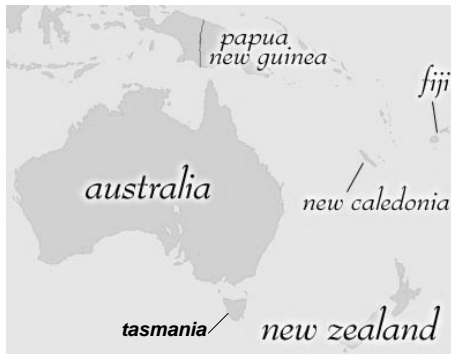 papua
new guinea
fiji
australia
new caledonia
tasmania
new zealand